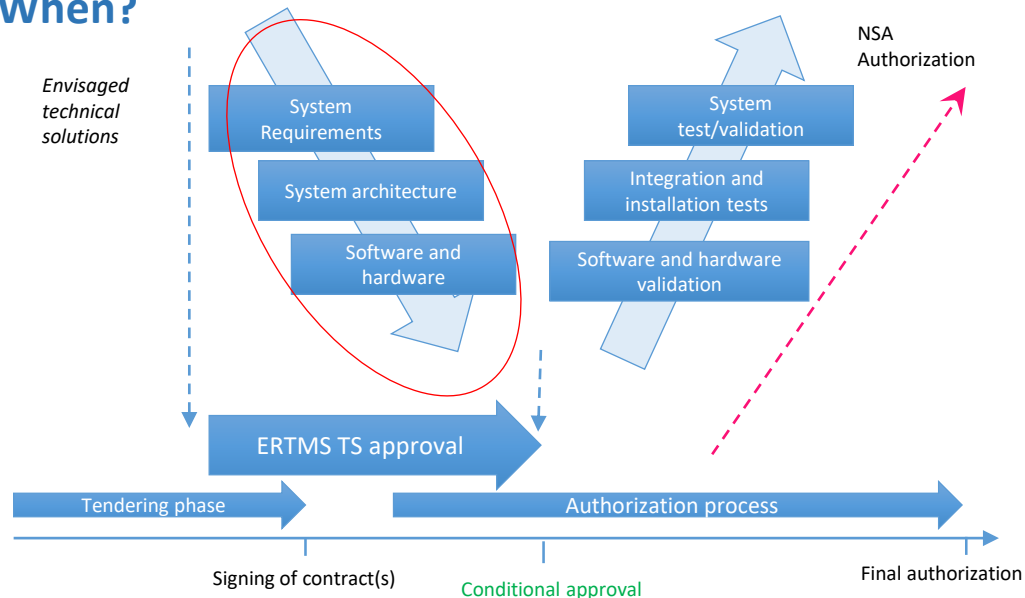 When?
Envisaged
technical
solutions
System
Requirements
System architecture
Software and
hardware
System
test/validation
Integration and
installation tests
Software and hardware
validation
NSA
Authorization
ERTMS TS approval
Tendering phase
Authorization process
Signing of contract(s)
Conditional approval
Final authorization